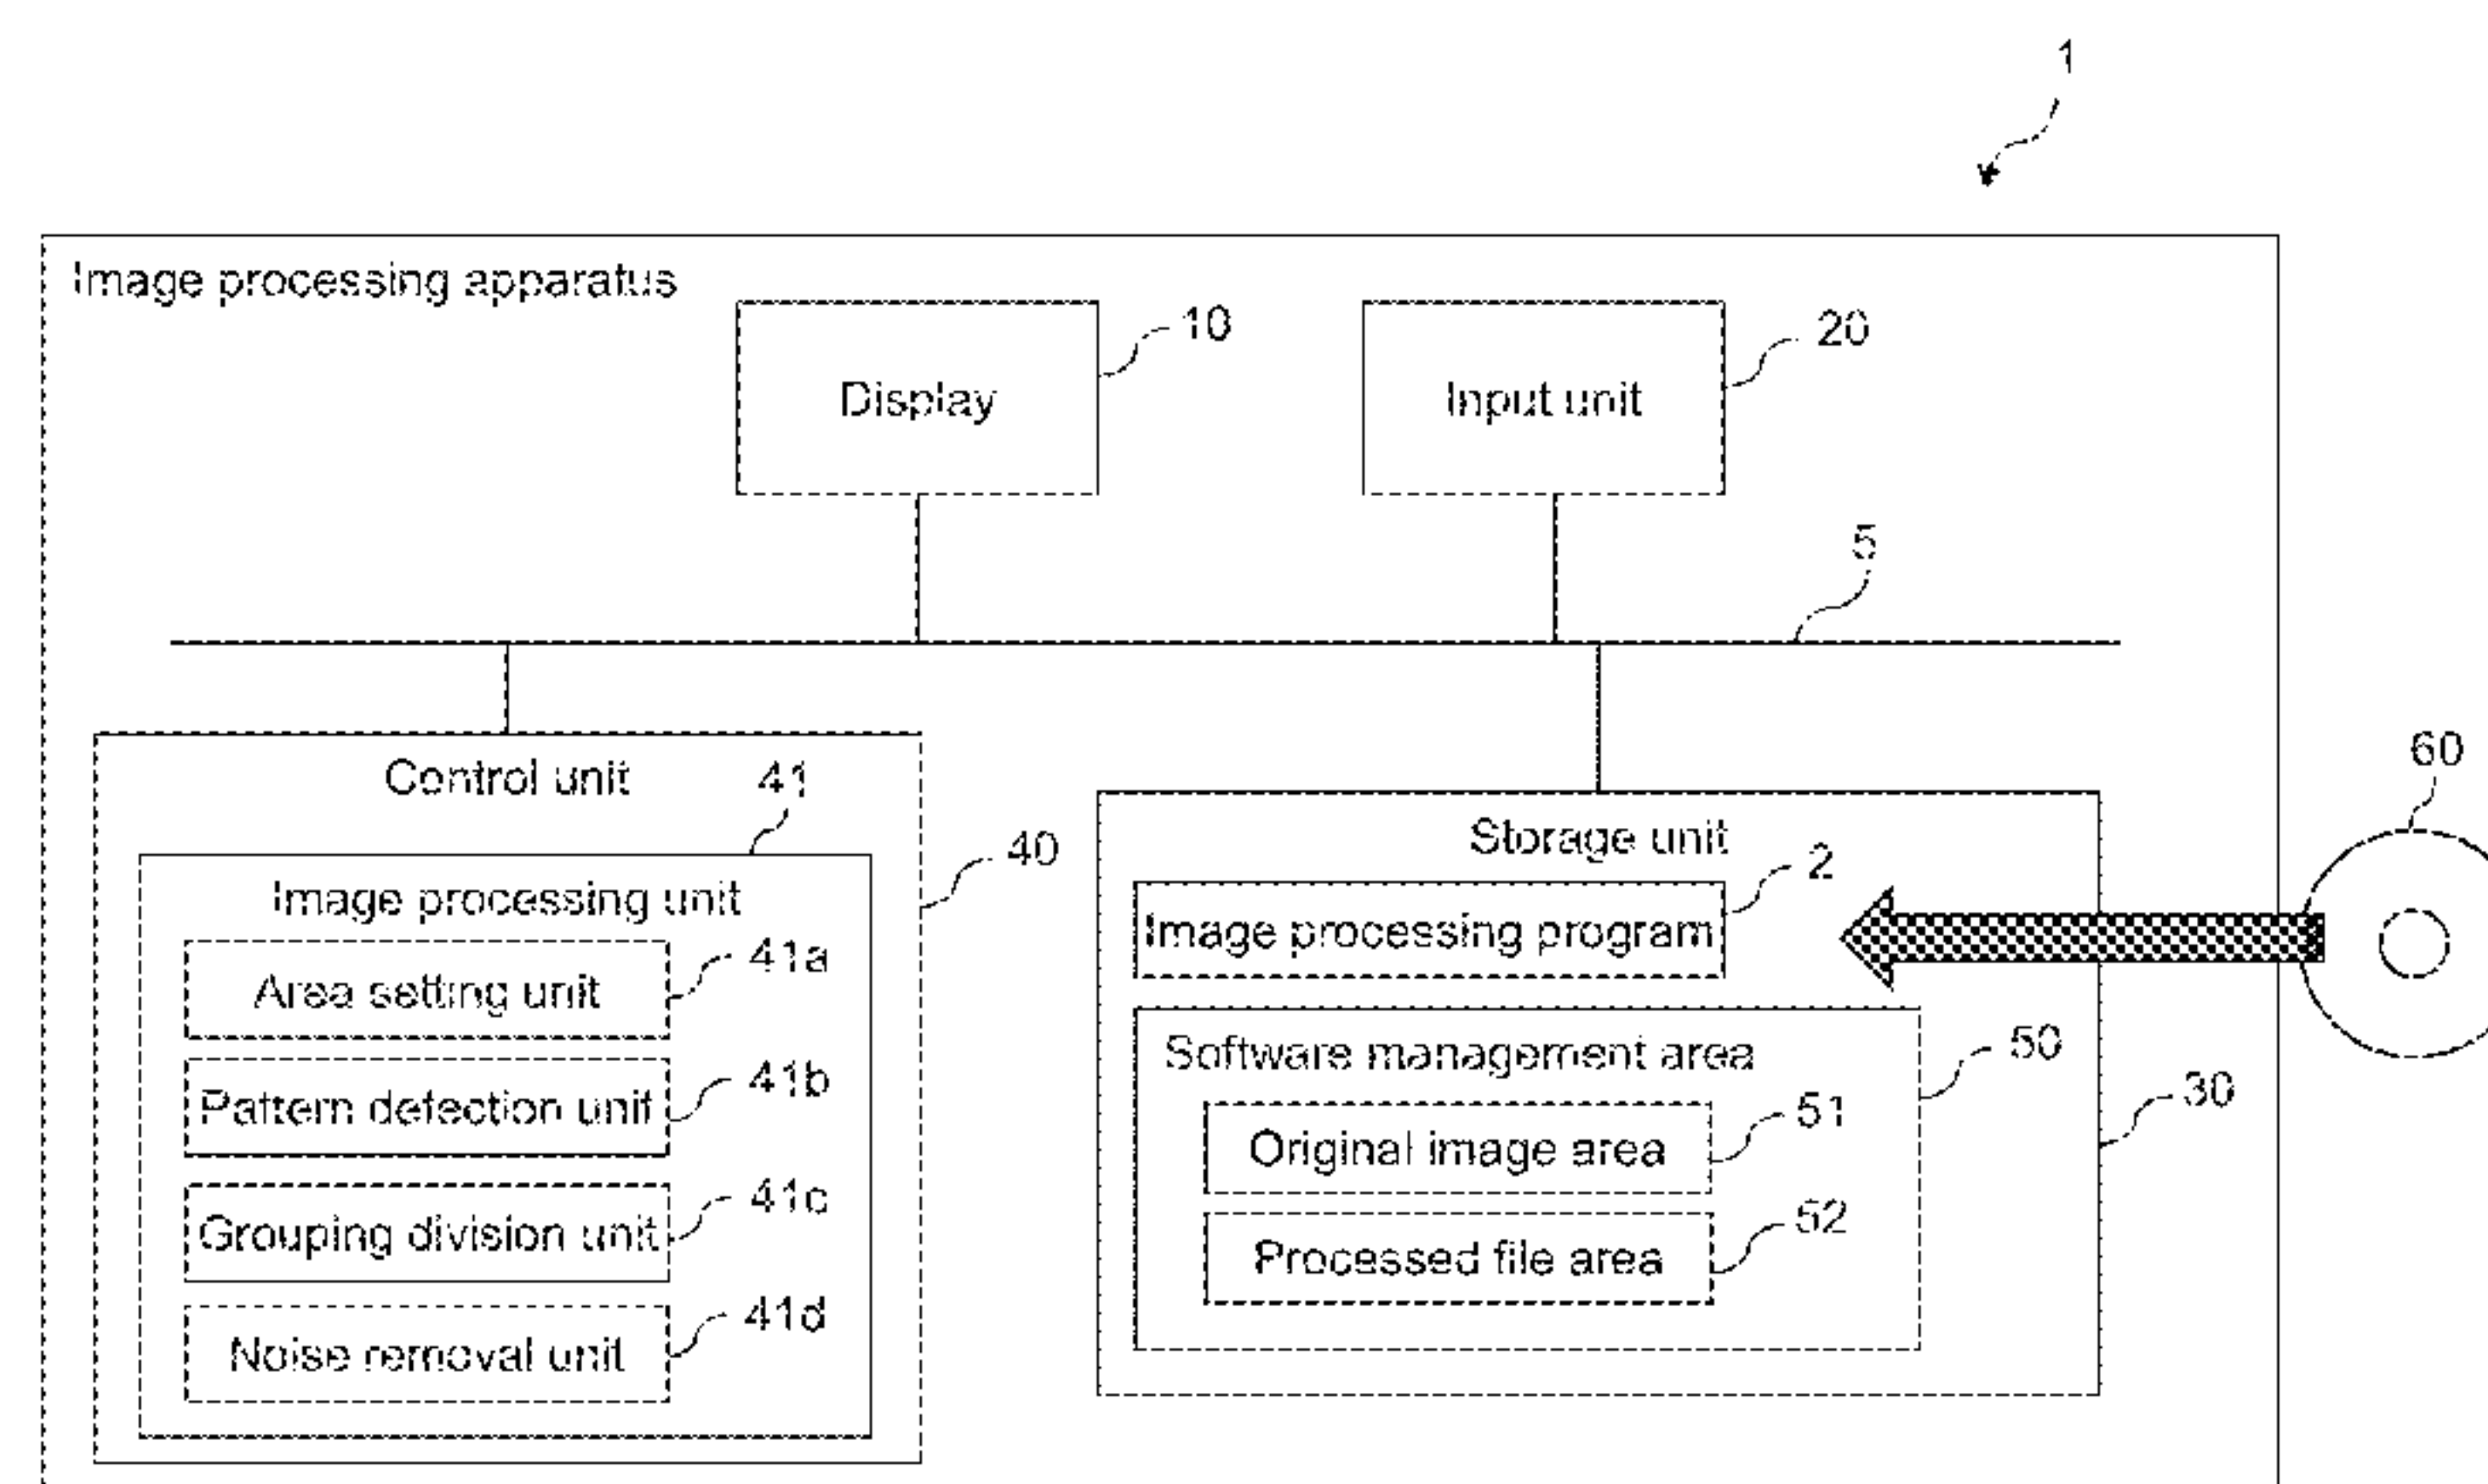 1
Image processing apparatus
10
20
Display
Input unit
5
Control unit
41
40
Image processing unit
41a
Area setting unit
41b
Pattern detection unit
41c
Grouping division unit
41d
Noise removal unit
60
Storage unit
2
Image processing program
50
Software management area
30
51
Original image area
52
Processed file area